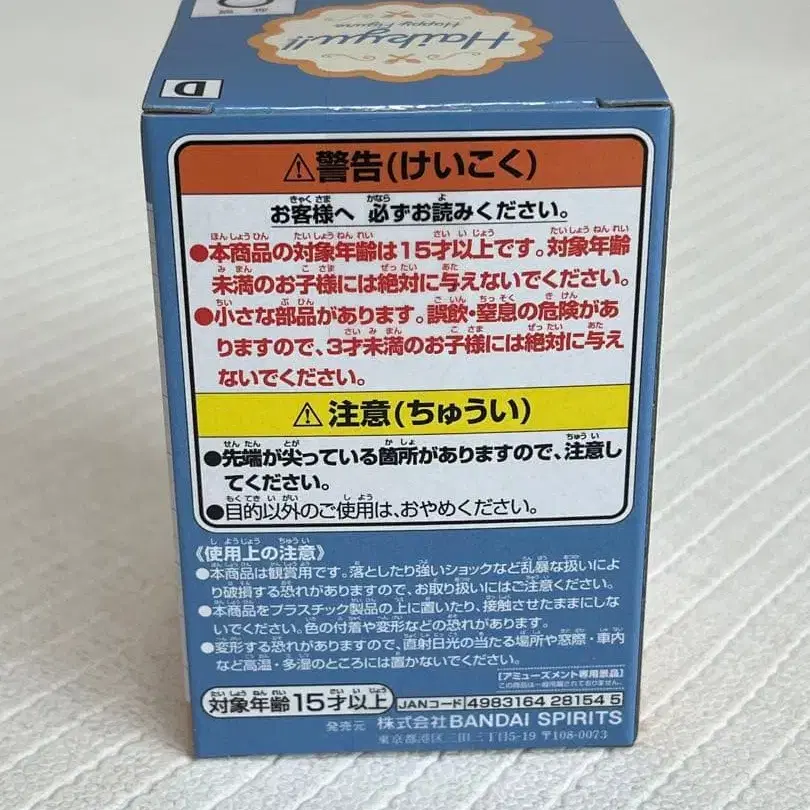 Haikyu!!
Happy Figure
D
⚠警告(けいこく)
お客様へ 必ずお読みください。
●本商品の対象年齢は15才以上です。対象年齢
未満のお子様には絶対に与えないでください。
●小さな部品があります。誤飲・窒息の危険があ
りますので、3才未満のお子様には絶対に与え
ないでください。
⚠注意(ちゅうい)
●先端が尖っている箇所がありますので、注意し
てください。
●目的以外のご使用は、おやめください。
《使用上の注意》
●本商品は観賞用です。落としたり強いショックなど乱暴な扱いによ
り破損する恐れがありますので、お取り扱いにはご注意ください。
●本商品をプラスチック製品の上に置いたり、接触させたままにしな
いでください。色の付着や変形などの恐れがあります。
●変形する恐れがありますので、直射日光の当たる場所や窓際・車内
など高温・多湿のところには置かないでください。
[アミューズメント専用景品]
この商品は一般市販されておりません。
対象年齢15才以上
JANコード 4983164 28154 5
発売元 株式会社BANDAI SPIRITS
東京都港区三田三丁目5-19 〒108-0073